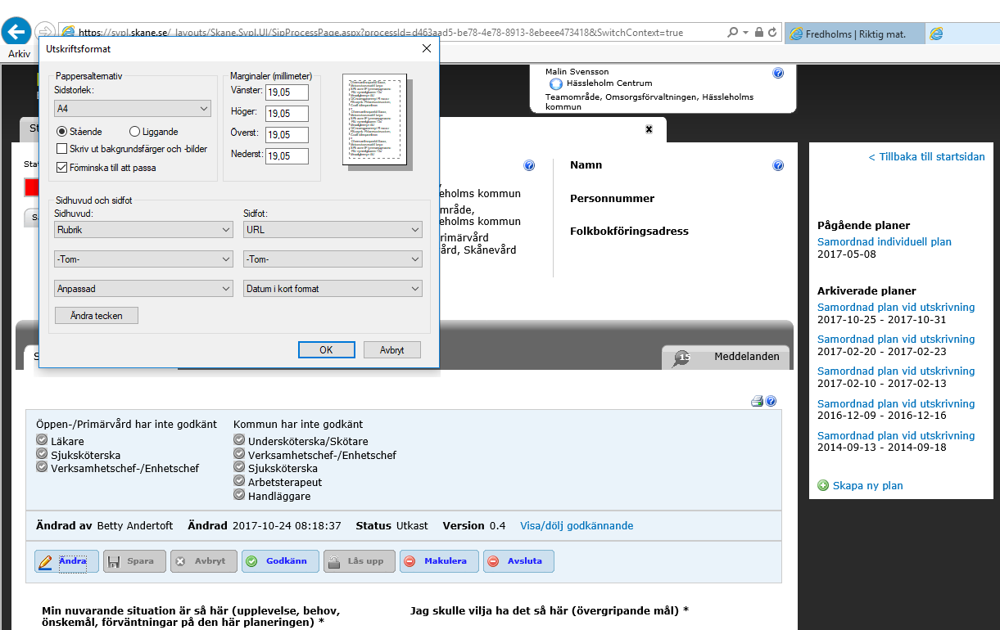 https://svpl.skane.se/_layouts/Skane.Svpl.UI/SipProcessPage.aspx?processId=d463aad5-be78-4e78-8913-8ebeee473418&SwitchContext=true
Fredholms | Riktig mat.
Arkiv
Utskriftsformat
Pappersalternativ
Sidstorlek:
A4
Stående
Liggande
Skriv ut bakgrundsfärger och -bilder
Förminska till att passa
Marginaler (millimeter)
Vänster:
19,05
Höger:
19,05
Överst:
19,05
Nederst:
19,05
Sidhuvud och sidfot
Sidhuvud:
Sidfot:
Rubrik
URL
-Tom-
-Tom-
Anpassad
Datum i kort format
Ändra tecken
OK
Avbryt
Malin Svensson
Hässleholm Centrum
Teamområde, Omsorgsförvaltningen, Hässleholms
kommun
eholms kommun
mråde,
eholms kommun
rimärvård
ård, Skånevård
Namn
Personnummer
Folkbokföringsadress
< Tillbaka till startsidan
Pågående planer
Samordnad individuell plan
2017-05-08
Arkiverade planer
Samordnad plan vid utskrivning
2017-10-25 - 2017-10-31
Samordnad plan vid utskrivning
2017-02-20 - 2017-02-23
Samordnad plan vid utskrivning
2017-02-10 - 2017-02-13
Samordnad plan vid utskrivning
2016-12-09 - 2016-12-16
Samordnad plan vid utskrivning
2014-09-13 - 2014-09-18
Skapa ny plan
15
Meddelanden
Öppen-/Primärvård har inte godkänt
Läkare
Sjuksköterska
Verksamhetschef-/Enhetschef
Kommun har inte godkänt
Undersköterska/Skötare
Verksamhetschef-/Enhetschef
Sjuksköterska
Arbetsterapeut
Handläggare
Ändrad av Betty Andertoft Ändrad 2017-10-24 08:18:37 Status Utkast Version 0.4 Visa/dölj godkännande
Ändra
Spara
Avbryt
Godkänn
Lås upp
Makulera
Avsluta
Min nuvarande situation är så här (upplevelse, behov,
önskemål, förväntningar på den här planeringen) *
Jag skulle vilja ha det så här (övergripande mål) *